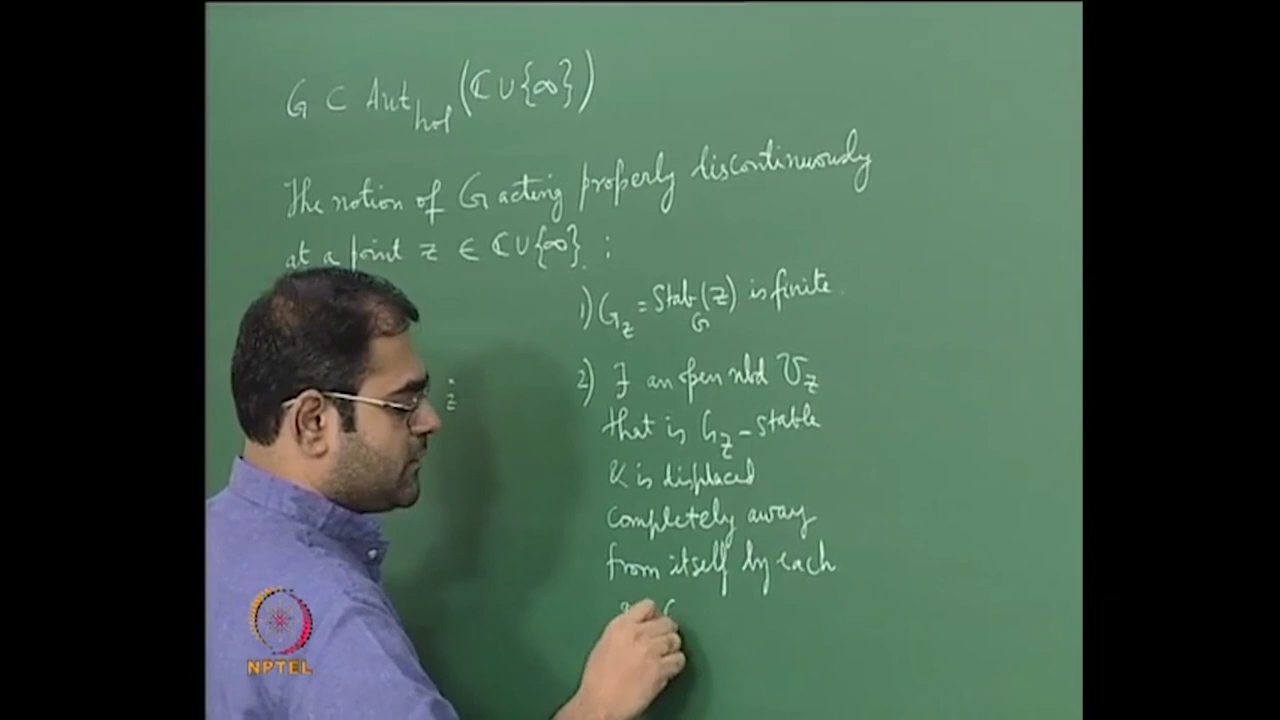 G ⊂ Aut_hol (ℂ ∪ {∞})
The notion of G acting properly discontinuously
at a point z ∈ ℂ ∪ {∞} :
1) G_z = Stab_G (z) is finite.
2) ∃ an open nbd U_z
that is G_z-stable
& is displaced
completely away
from itself by each
z
NPTEL